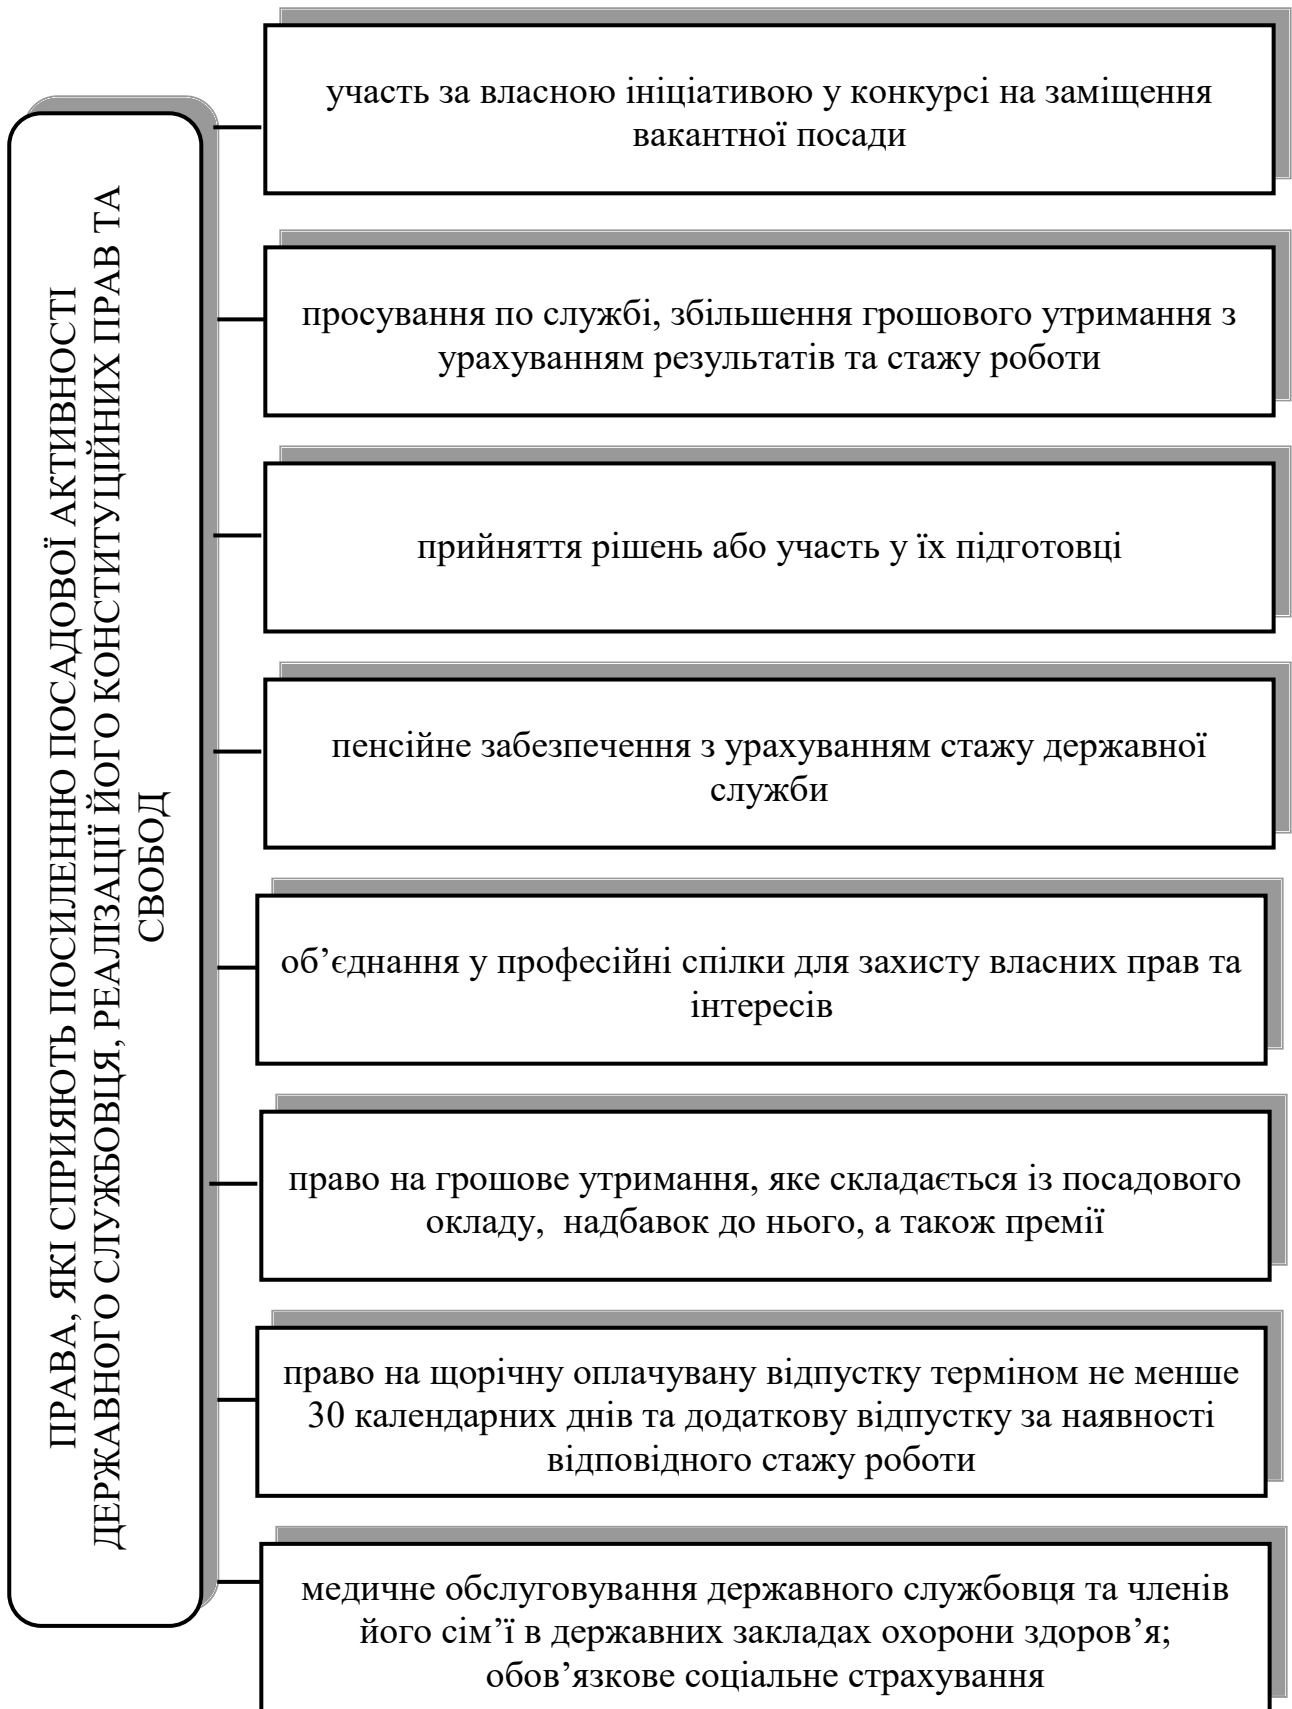 ПРАВА, ЯКІ СПРИЯЮТЬ ПОСИЛЕННЮ ПОСАДОВОЇ АКТИВНОСТІ
ДЕРЖАВНОГО СЛУЖБОВЦЯ, РЕАЛІЗАЦІЇ ЙОГО КОНСТИТУЦІЙНИХ ПРАВ ТА
СВОБОД
участь за власною ініціативою у конкурсі на заміщення
вакантної посади
просування по службі, збільшення грошового утримання з
урахуванням результатів та стажу роботи
прийняття рішень або участь у їх підготовці
пенсійне забезпечення з урахуванням стажу державної
служби
об’єднання у професійні спілки для захисту власних прав та
інтересів
право на грошове утримання, яке складається із посадового
окладу,  надбавок до нього, а також премії
право на щорічну оплачувану відпустку терміном не менше
30 календарних днів та додаткову відпустку за наявності
відповідного стажу роботи
медичне обслуговування державного службовця та членів
його сім’ї в державних закладах охорони здоров’я;
обов’язкове соціальне страхування